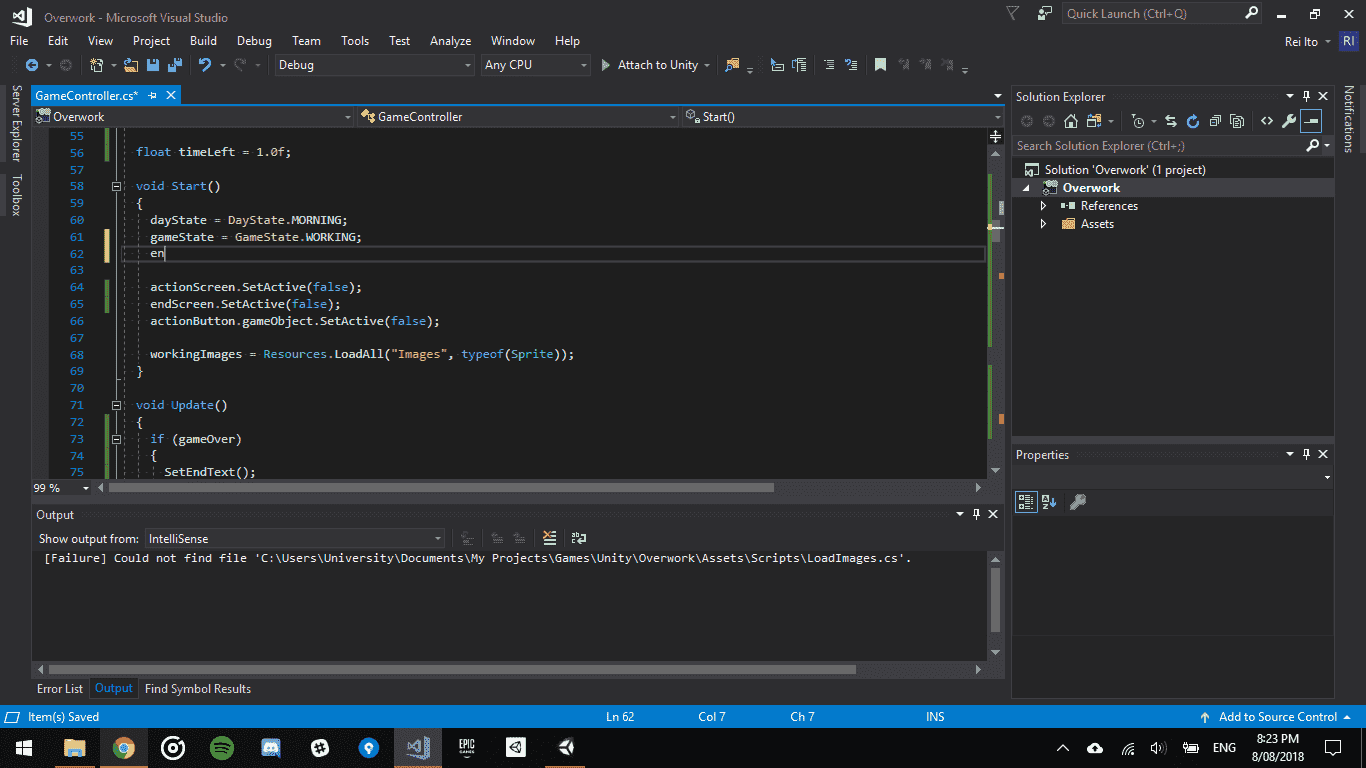 Overwork - Microsoft Visual Studio
Quick Launch (Ctrl+Q)
File Edit View Project Build Debug Team Tools Test Analyze Window Help
Rei Ito RI
Debug Any CPU Attach to Unity
Server Explorer
Toolbox
GameController.cs*
Overwork GameController Start()
55
56 float timeLeft = 1.0f;
57
58 void Start()
59 {
60 dayState = DayState.MORNING;
61 gameState = GameState.WORKING;
62 en
63
64 actionScreen.SetActive(false);
65 endScreen.SetActive(false);
66 actionButton.gameObject.SetActive(false);
67
68 workingImages = Resources.LoadAll("Images", typeof(Sprite));
69 }
70
71 void Update()
72 {
73 if (gameOver)
74 {
75 SetEndText();
99 %
Output
Show output from: IntelliSense
[Failure] Could not find file 'C:\Users\University\Documents\My Projects\Games\Unity\Overwork\Assets\Scripts\LoadImages.cs'.
Error List Output Find Symbol Results
Solution Explorer
Search Solution Explorer (Ctrl+;)
Solution 'Overwork' (1 project)
Overwork
References
Assets
Properties
Notifications
Item(s) Saved Ln 62 Col 7 Ch 7 INS Add to Source Control
EPIC
GAMES
ENG
8:23 PM
8/08/2018